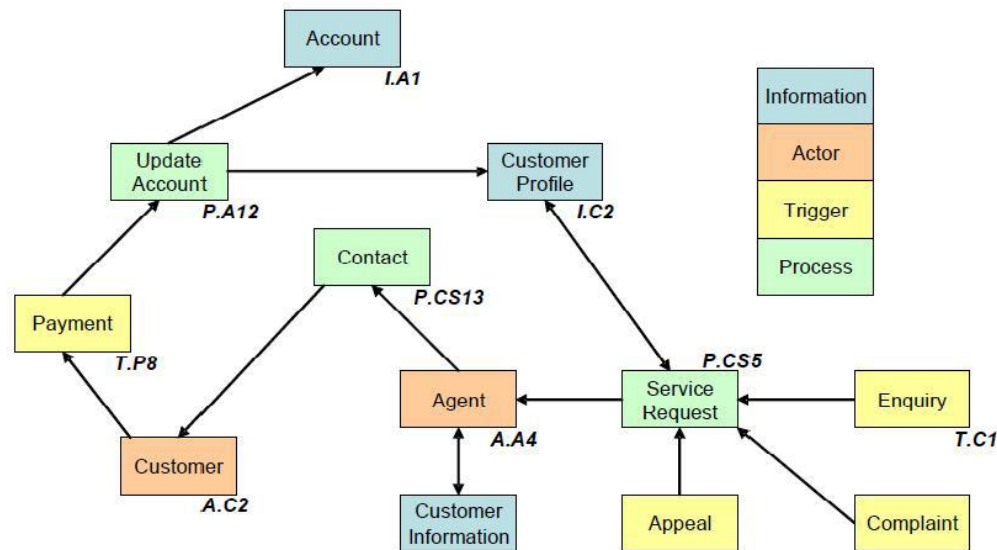 Account
I.A1
Information
Actor
Trigger
Process
Update
Account
P.A12
Customer
Profile
I.C2
Contact
P.CS13
Payment
T.P8
P.CS5
Agent
A.A4
Service
Request
Enquiry
T.C1
Customer
A.C2
Customer
Information
Appeal
Complaint